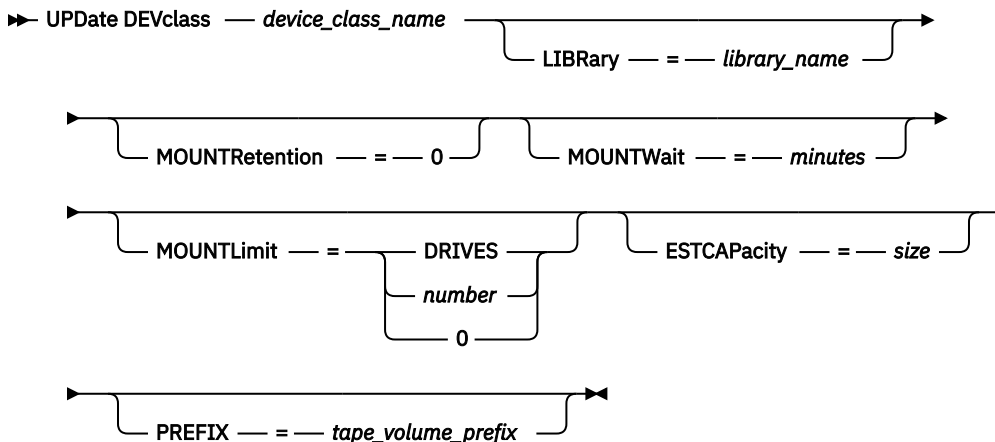 UPDate DEVclass — device_class_name
LIBRary — = — library_name
MOUNTRetention — = — 0
MOUNTWait — = — minutes
MOUNTLimit — = — DRIVES
number
0
ESTCAPacity — = — size
PREFIX — = — tape_volume_prefix